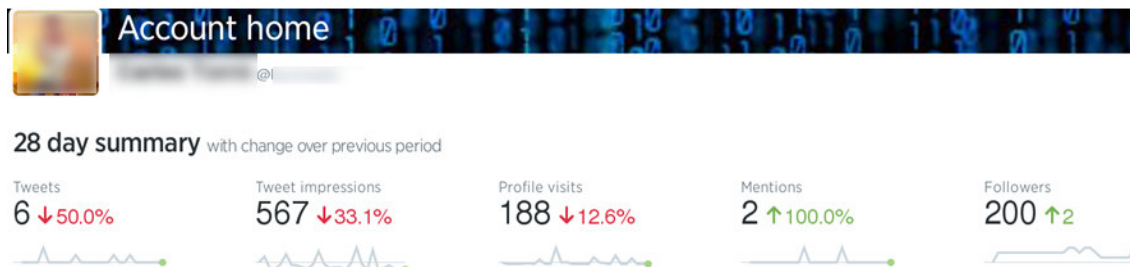 Account home
28 day summary with change over previous period
Tweets Tweet impressions Profile visits Mentions Followers
6 ↓50.0% 567 ↓33.1% 188 ↓12.6% 2 ↑100.0% 200 ↑2